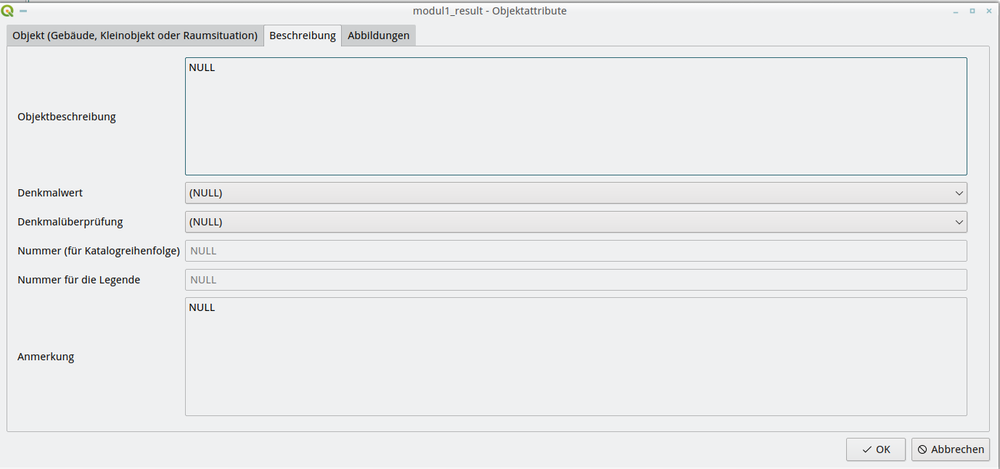 modul1_result - Objektattribute
Objekt (Gebäude, Kleinobjekt oder Raumsituation) Beschreibung Abbildungen
Objektbeschreibung NULL
Denkmalwert (NULL)
Denkmalüberprüfung (NULL)
Nummer (für Katalogreihenfolge) NULL
Nummer für die Legende NULL
Anmerkung NULL
OK Abbrechen